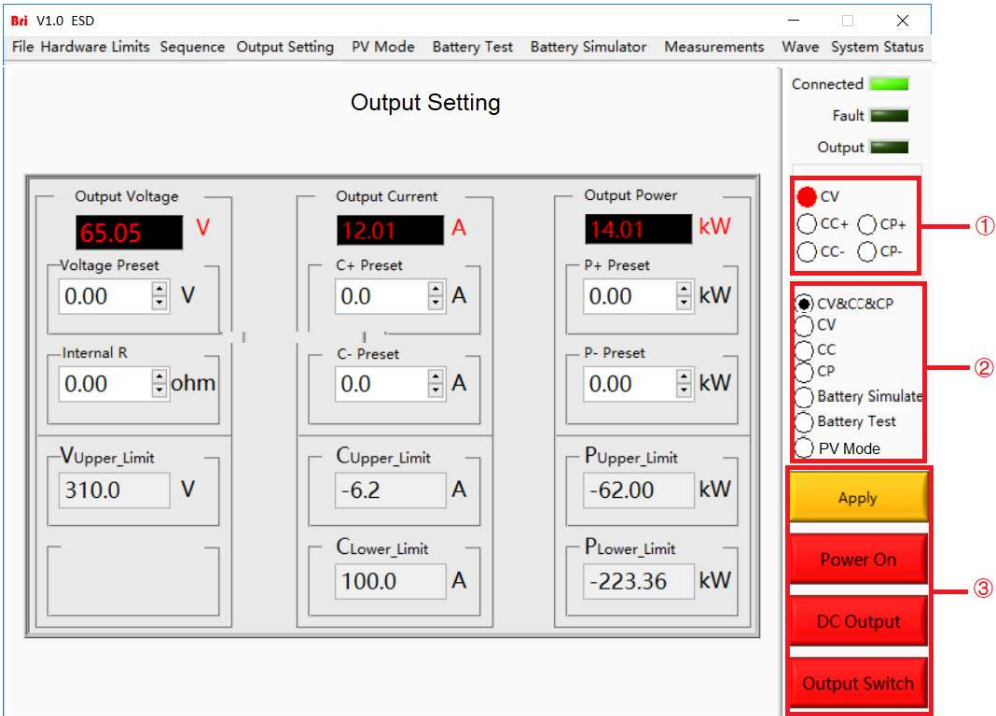 Bri V1.0 ESD
File Hardware Limits Sequence Output Setting PV Mode Battery Test Battery Simulator Measurements Wave System Status
Output Setting
Connected
Fault
Output
Output Voltage
65.05 V
Voltage Preset
0.00 V
Internal R
0.00 ohm
VUpper_Limit
310.0 V
Output Current
12.01 A
C+ Preset
0.0 A
C- Preset
0.0 A
CUpper_Limit
-6.2 A
CLower_Limit
100.0 A
Output Power
14.01 kW
P+ Preset
0.00 kW
P- Preset
0.00 kW
PUpper_Limit
-62.00 kW
PLower_Limit
-223.36 kW
CV
CC+ CP+
CC- CP-
①
CV&CC&CP
CV
CC
CP
Battery Simulate
Battery Test
PV Mode
②
Apply
Power On
DC Output
Output Switch
③